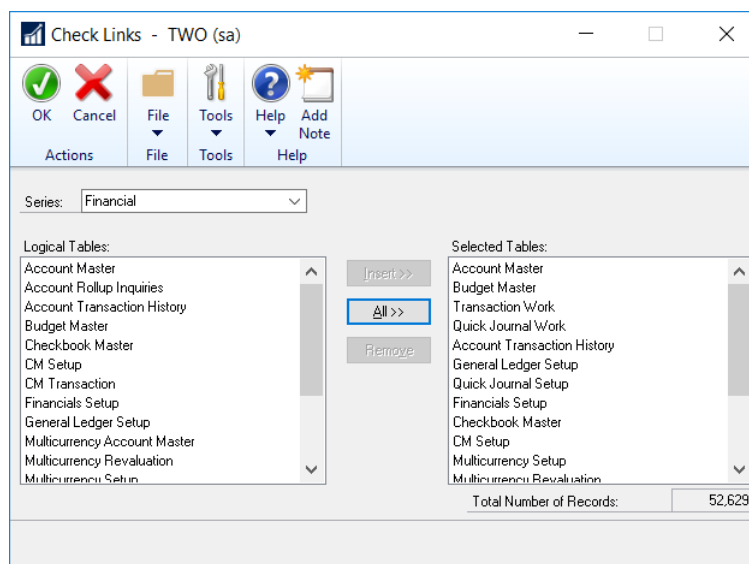 Check Links - TWO (sa)
OK Cancel File Tools Help Add Note
Actions File Tools Help
Series: Financial
Logical Tables:
Account Master
Account Rollup Inquiries
Account Transaction History
Budget Master
Checkbook Master
CM Setup
CM Transaction
Financials Setup
General Ledger Setup
Multicurrency Account Master
Multicurrency Revaluation
Multicurrency Setup
Insert >>
All >>
Remove
Selected Tables:
Account Master
Budget Master
Transaction Work
Quick Journal Work
Account Transaction History
General Ledger Setup
Quick Journal Setup
Financials Setup
Checkbook Master
CM Setup
Multicurrency Setup
Multicurrency Revaluation
Total Number of Records: 52,629